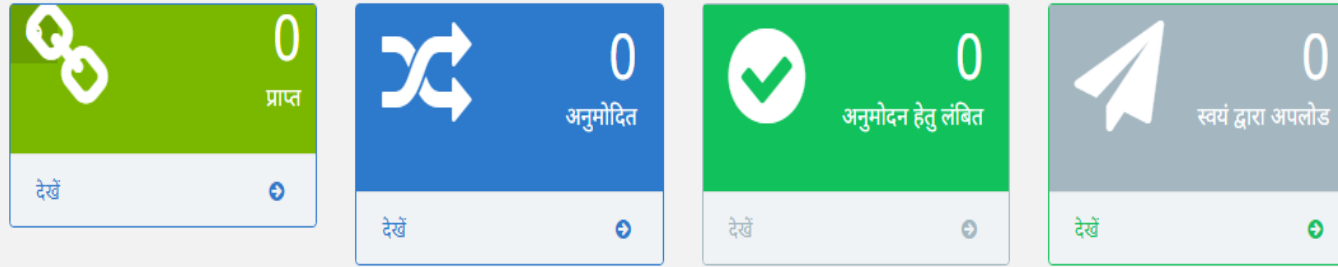 0
प्राप्त
देखें
0
अनुमोदित
देखें
0
अनुमोदन हेतु लंबित
देखें
0
स्वयं द्वारा अपलोड
देखें